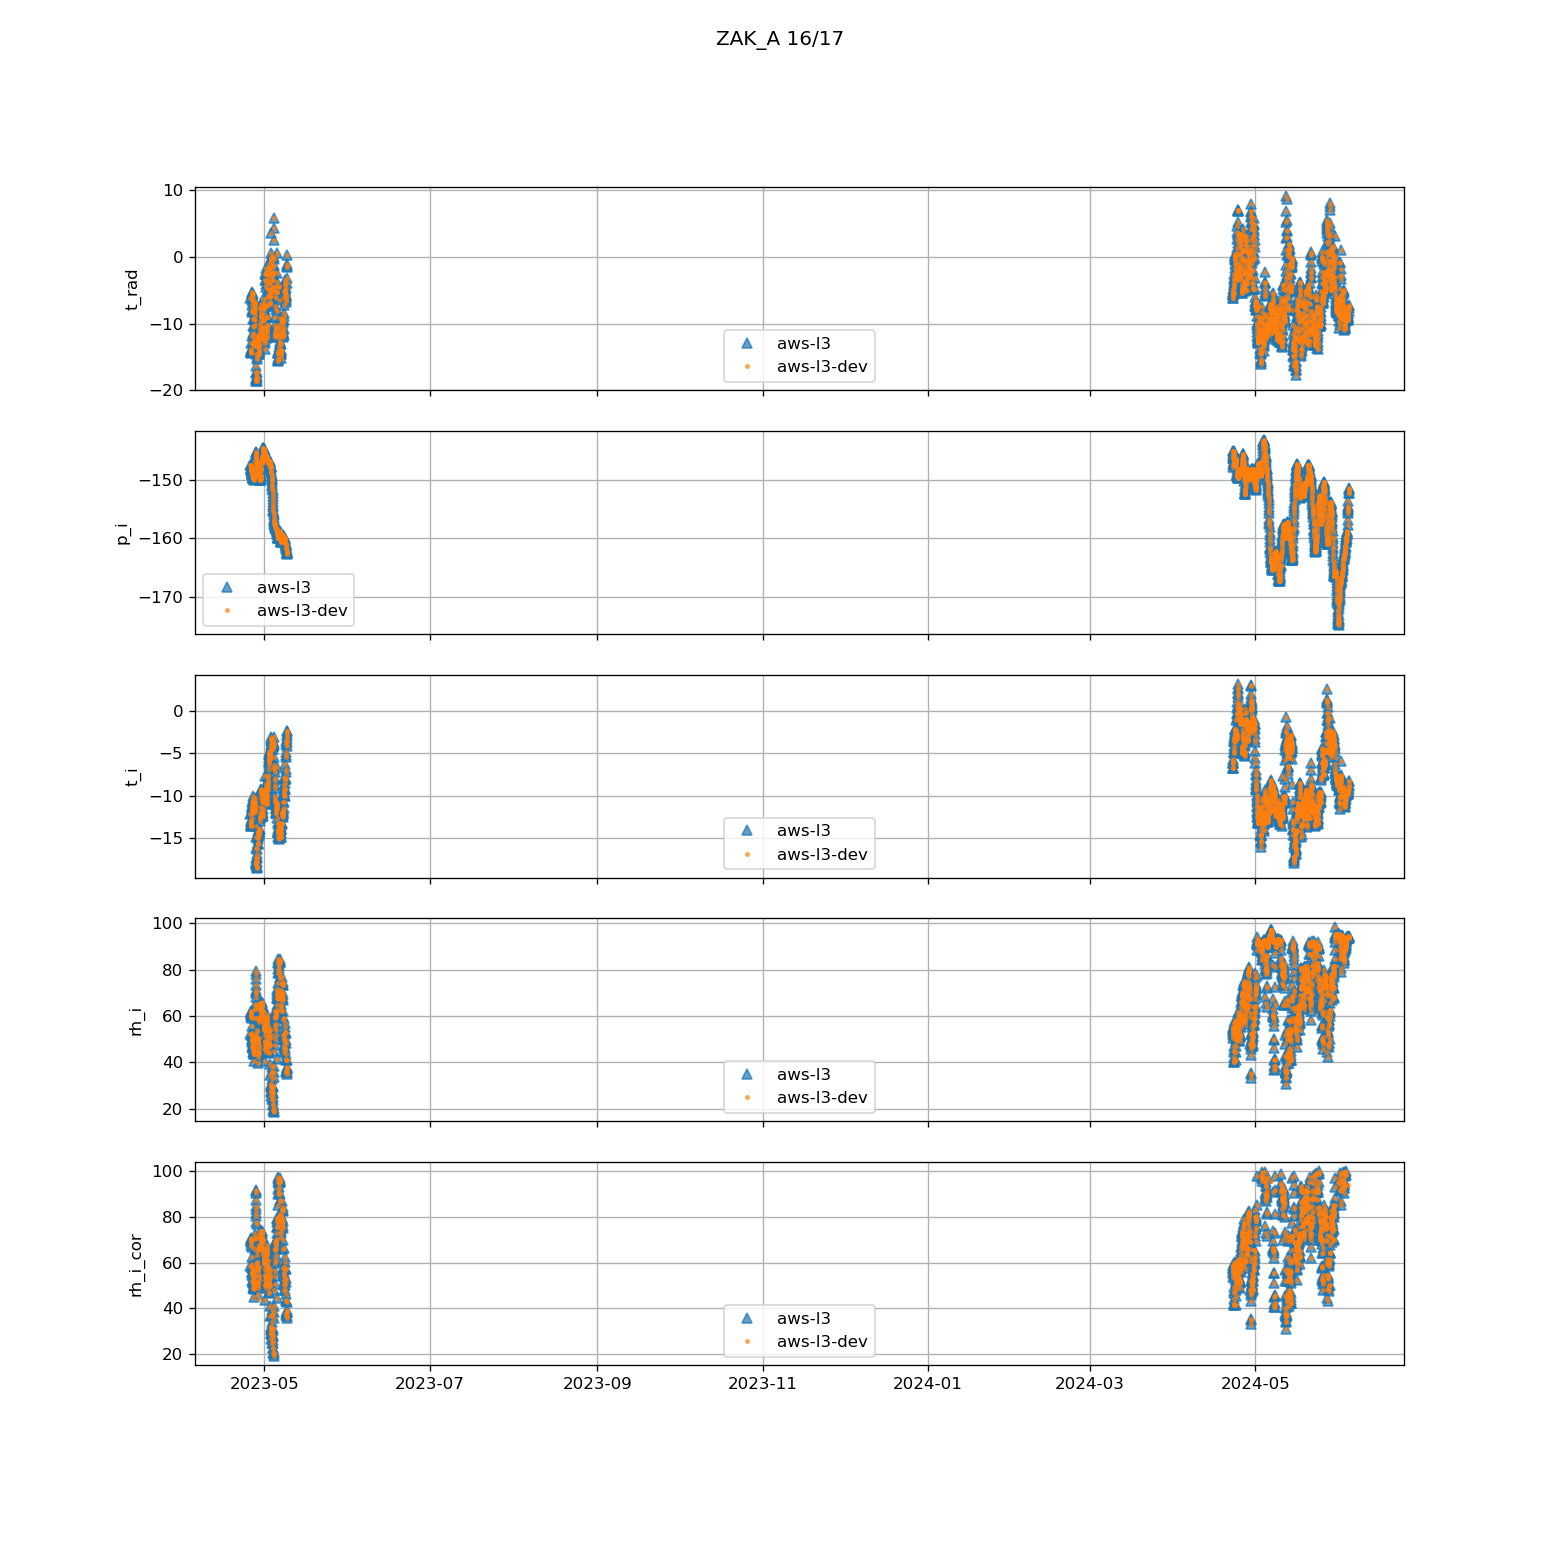 ZAK_A 16/17
10
0
−10
−20
t_rad
aws-l3
aws-l3-dev
−150
−160
−170
p_i
aws-l3
aws-l3-dev
0
−5
−10
−15
t_i
aws-l3
aws-l3-dev
100
80
60
40
20
rh_i
aws-l3
aws-l3-dev
100
80
60
40
20
rh_i_cor
aws-l3
aws-l3-dev
2023-05 2023-07 2023-09 2023-11 2024-01 2024-03 2024-05